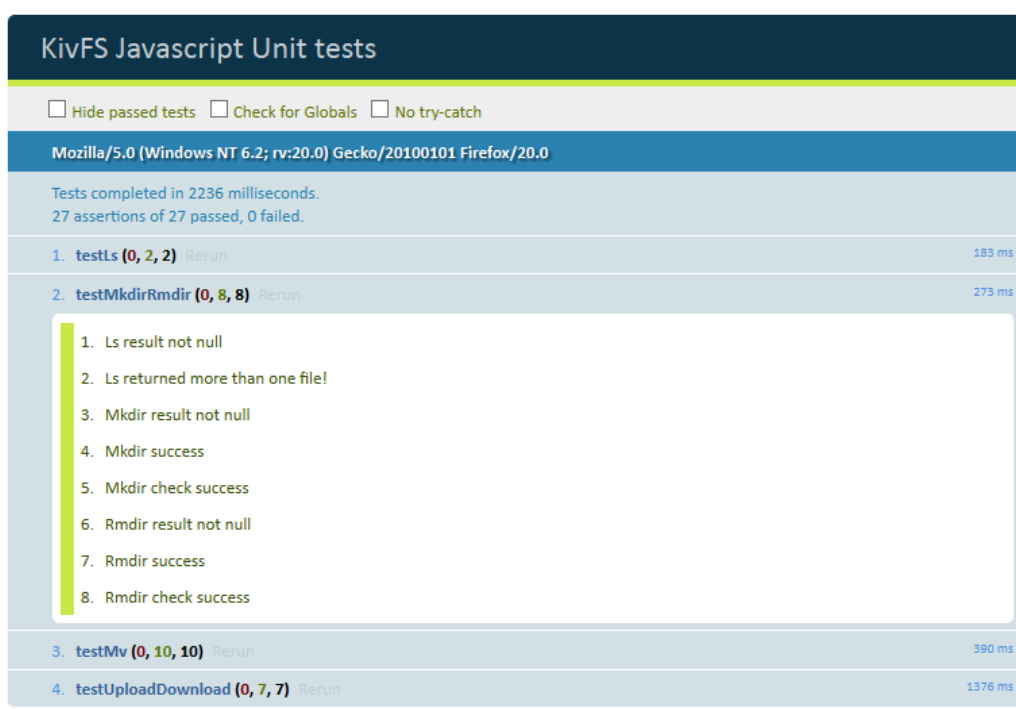 KivFS Javascript Unit tests
Hide passed tests Check for Globals No try-catch
Mozilla/5.0 (Windows NT 6.2; rv:20.0) Gecko/20100101 Firefox/20.0
Tests completed in 2236 milliseconds.
27 assertions of 27 passed, 0 failed.
1. testLs (0, 2, 2) Rerun 183 ms
2. testMkdirRmdir (0, 8, 8) Rerun 273 ms
1. Ls result not null
2. Ls returned more than one file!
3. Mkdir result not null
4. Mkdir success
5. Mkdir check success
6. Rmdir result not null
7. Rmdir success
8. Rmdir check success
3. testMv (0, 10, 10) Rerun 390 ms
4. testUploadDownload (0, 7, 7) Rerun 1376 ms